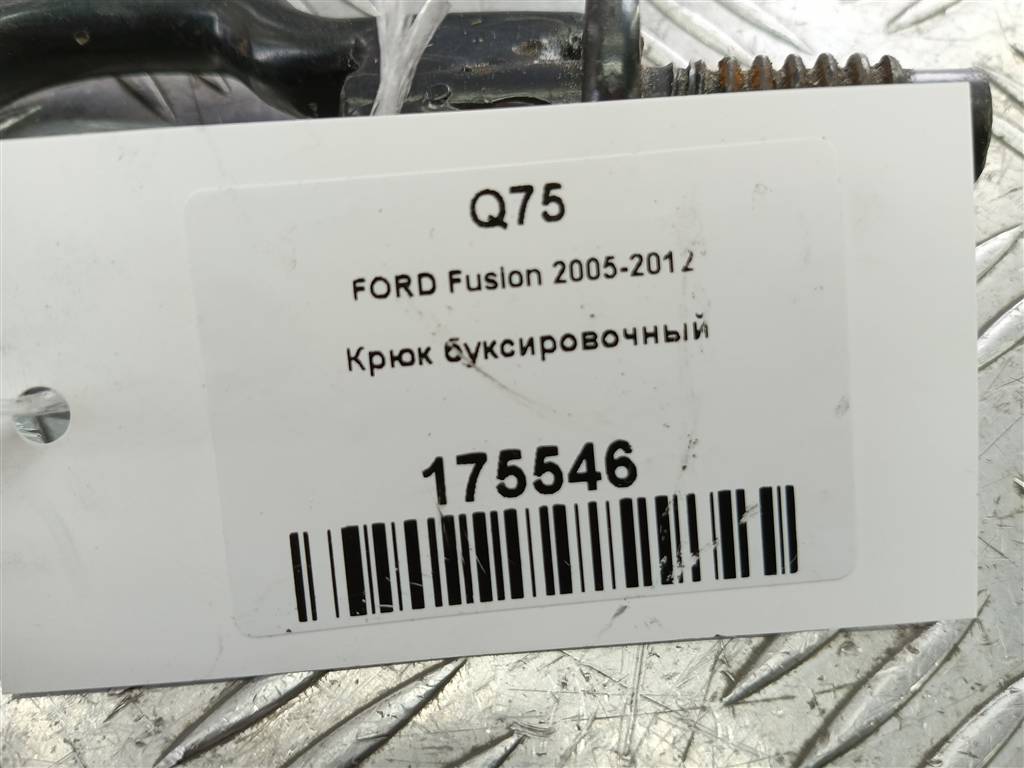 Q75
FORD Fusion 2005-2012
Крюк буксировочный
175546